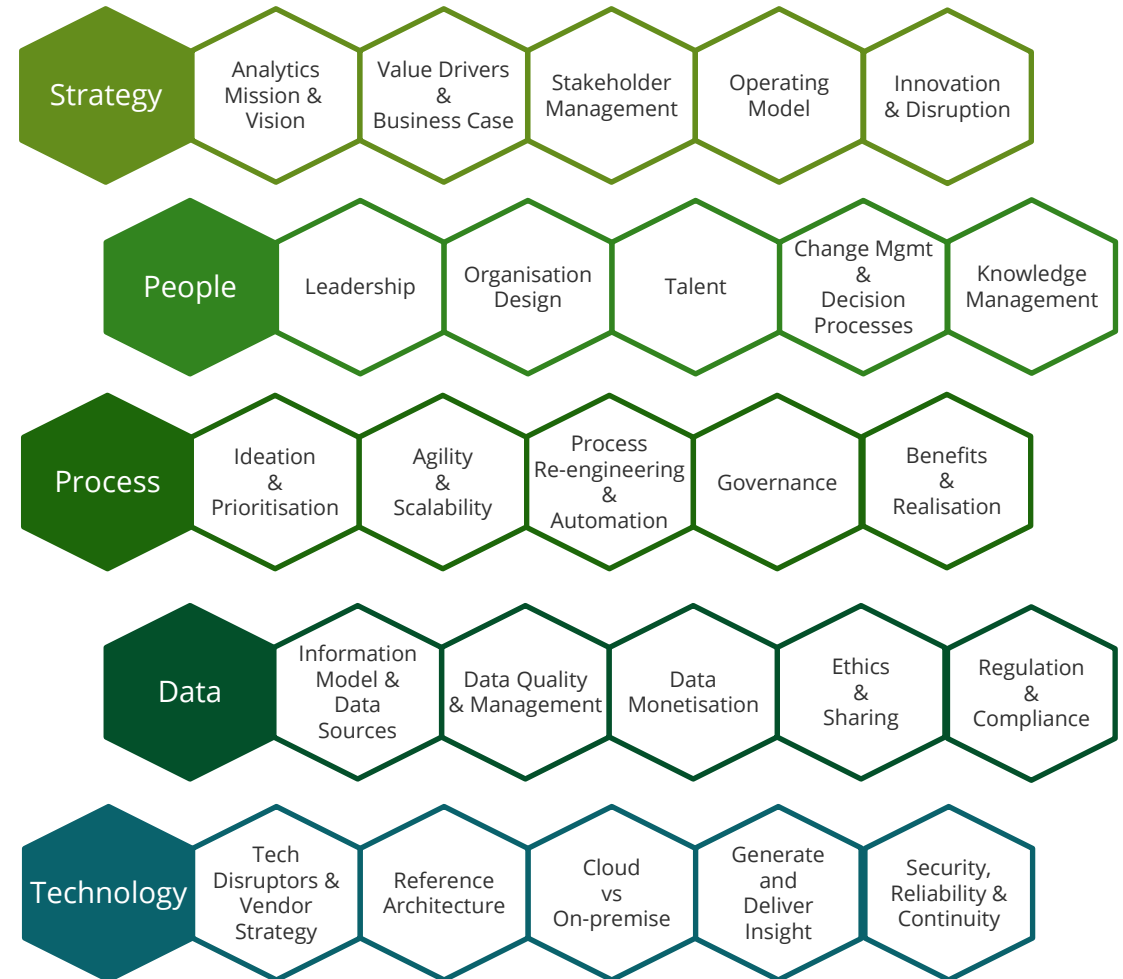 Strategy
Analytics
Mission &
Vision
Value Drivers
&
Business Case
Stakeholder
Management
Operating
Model
Innovation
& Disruption
People
Leadership
Organisation
Design
Talent
Change Mgmt
&
Decision
Processes
Knowledge
Management
Process
Ideation
&
Prioritisation
Agility
&
Scalability
Process
Re-engineering
&
Automation
Governance
Benefits
&
Realisation
Data
Information
Model &
Data
Sources
Data Quality
& Management
Data
Monetisation
Ethics
&
Sharing
Regulation
&
Compliance
Technology
Tech
Disruptors &
Vendor
Strategy
Reference
Architecture
Cloud
vs
On-premise
Generate
and
Deliver
Insight
Security,
Reliability &
Continuity